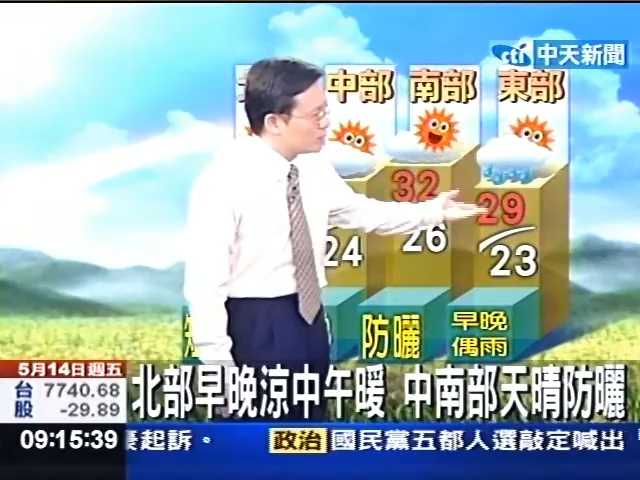 cti 中天新聞
中部 南部 東部
32 29
24 26 23
防曬 早晚
偶雨
5月14日週五
台股 7740.68
-29.89
北部早晚涼中午暖 中南部天晴防曬
09:15:39 起訴。 政治 國民黨五都人選敲定喊出